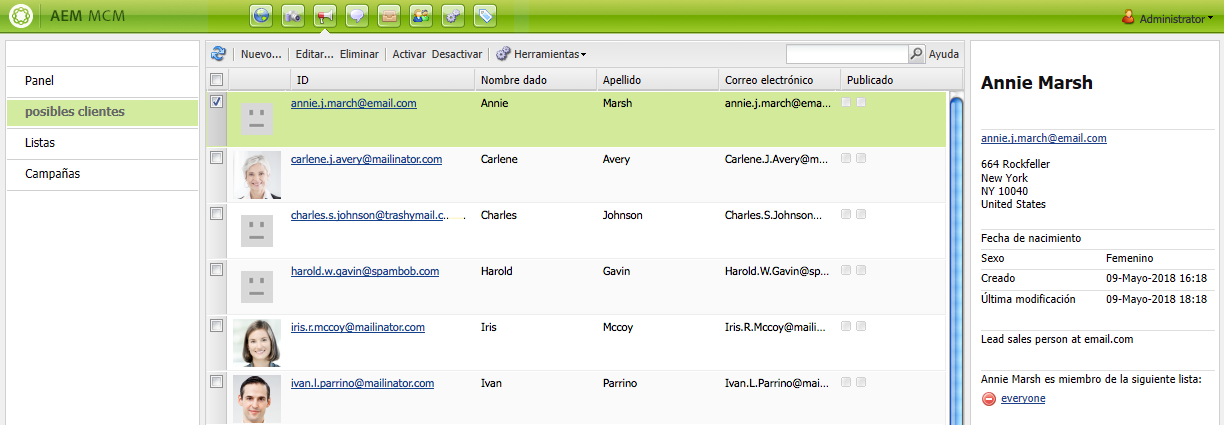 AEM MCM
Administrator
Nuevo... Editar... Eliminar Activar Desactivar Herramientas Ayuda
Panel
posibles clientes
Listas
Campañas
ID Nombre dado Apellido Correo electrónico Publicado
annie.j.march@email.com Annie Marsh annie.j.march@ema...
carlene.j.avery@mailinator.com Carlene Avery Carlene.J.Avery@m...
charles.s.johnson@trashymail.c... Charles Johnson Charles.S.Johnson...
harold.w.gavin@spambob.com Harold Gavin Harold.W.Gavin@sp...
iris.r.mccoy@mailinator.com Iris Mccoy Iris.R.Mccoy@maili...
ivan.l.parrino@mailinator.com Ivan Parrino Ivan.L.Parrino@mai...
Annie Marsh
annie.j.march@email.com
664 Rockfeller
New York
NY 10040
United States
Fecha de nacimiento
Sexo Femenino
Creado 09-Mayo-2018 16:18
Última modificación 09-Mayo-2018 18:18
Lead sales person at email.com
Annie Marsh es miembro de la siguiente lista:
everyone